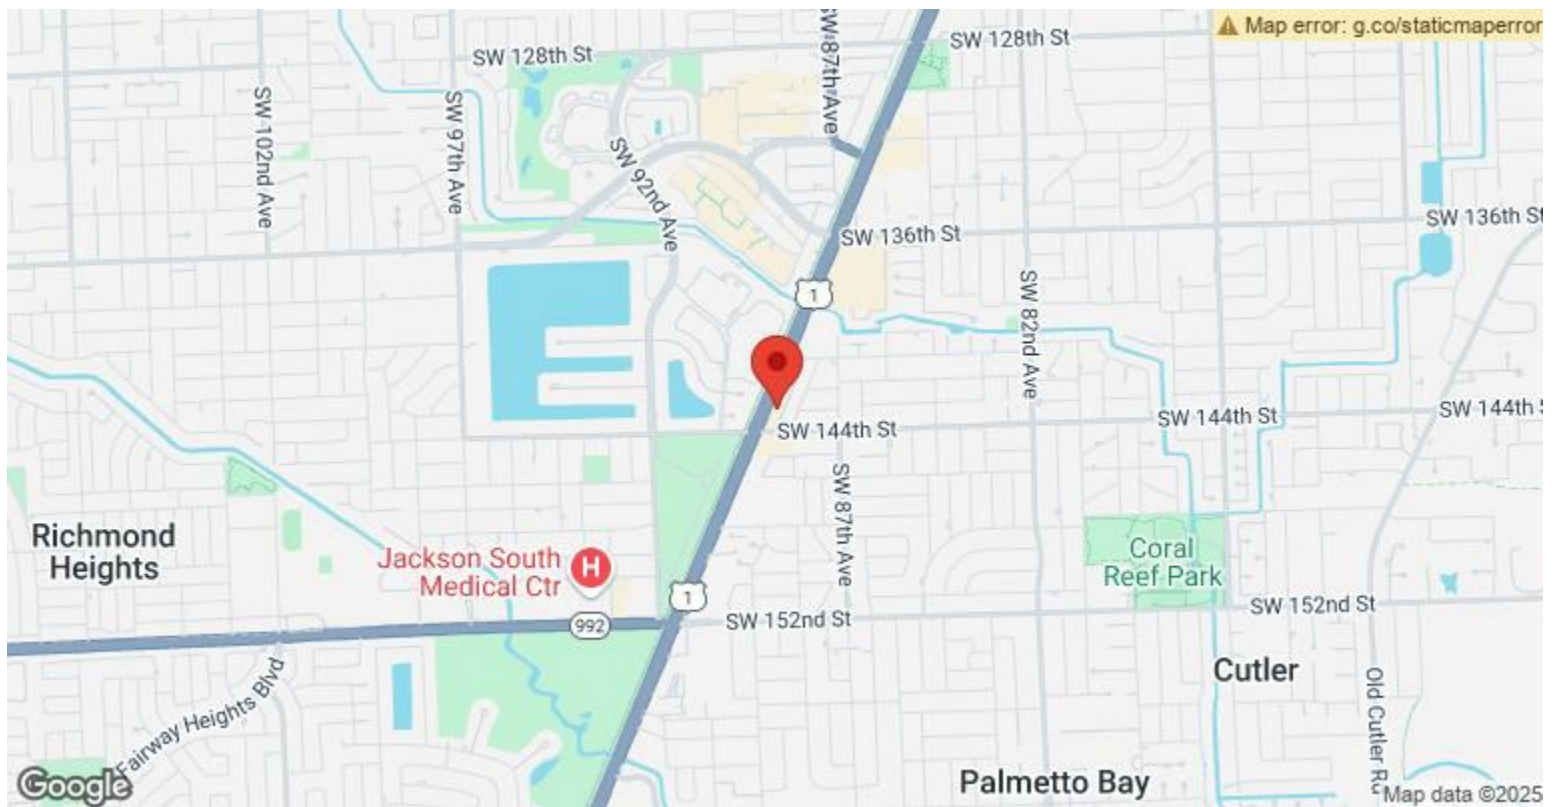 Map error: g.co/staticmaperror
SW 128th St
SW 128th St
SW 87th Ave
SW 102nd Ave
SW 97th Ave
SW 92nd Ave
SW 136th St
SW 136th St
SW 82nd Ave
1
SW 144th St
SW 144th St
SW 144th S
SW 87th Ave
Richmond
Heights
Jackson South
Medical Ctr
H
Coral
Reef Park
1
992
SW 152nd St
SW 152nd St
Fairway Heights Blvd
Cutler
Old Cutler Rd
Palmetto Bay
Google
Map data ©2025